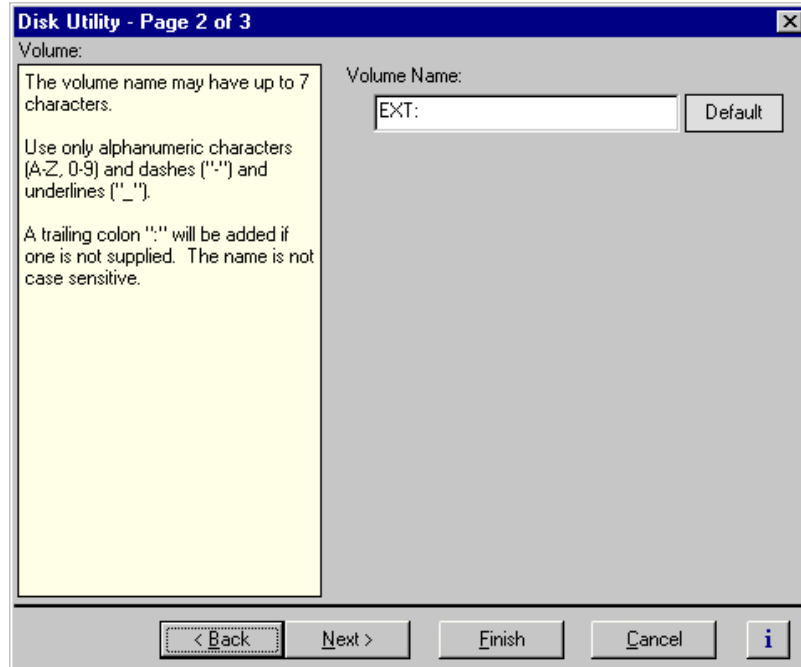 Disk Utility - Page 2 of 3
Volume:
The volume name may have up to 7
characters.
Use only alphanumeric characters
(A-Z, 0-9) and dashes ("-") and
underlines ("_").
A trailing colon ":" will be added if
one is not supplied.  The name is not
case sensitive.
Volume Name:
EXT:
Default
< Back
Next >
Finish
Cancel
i